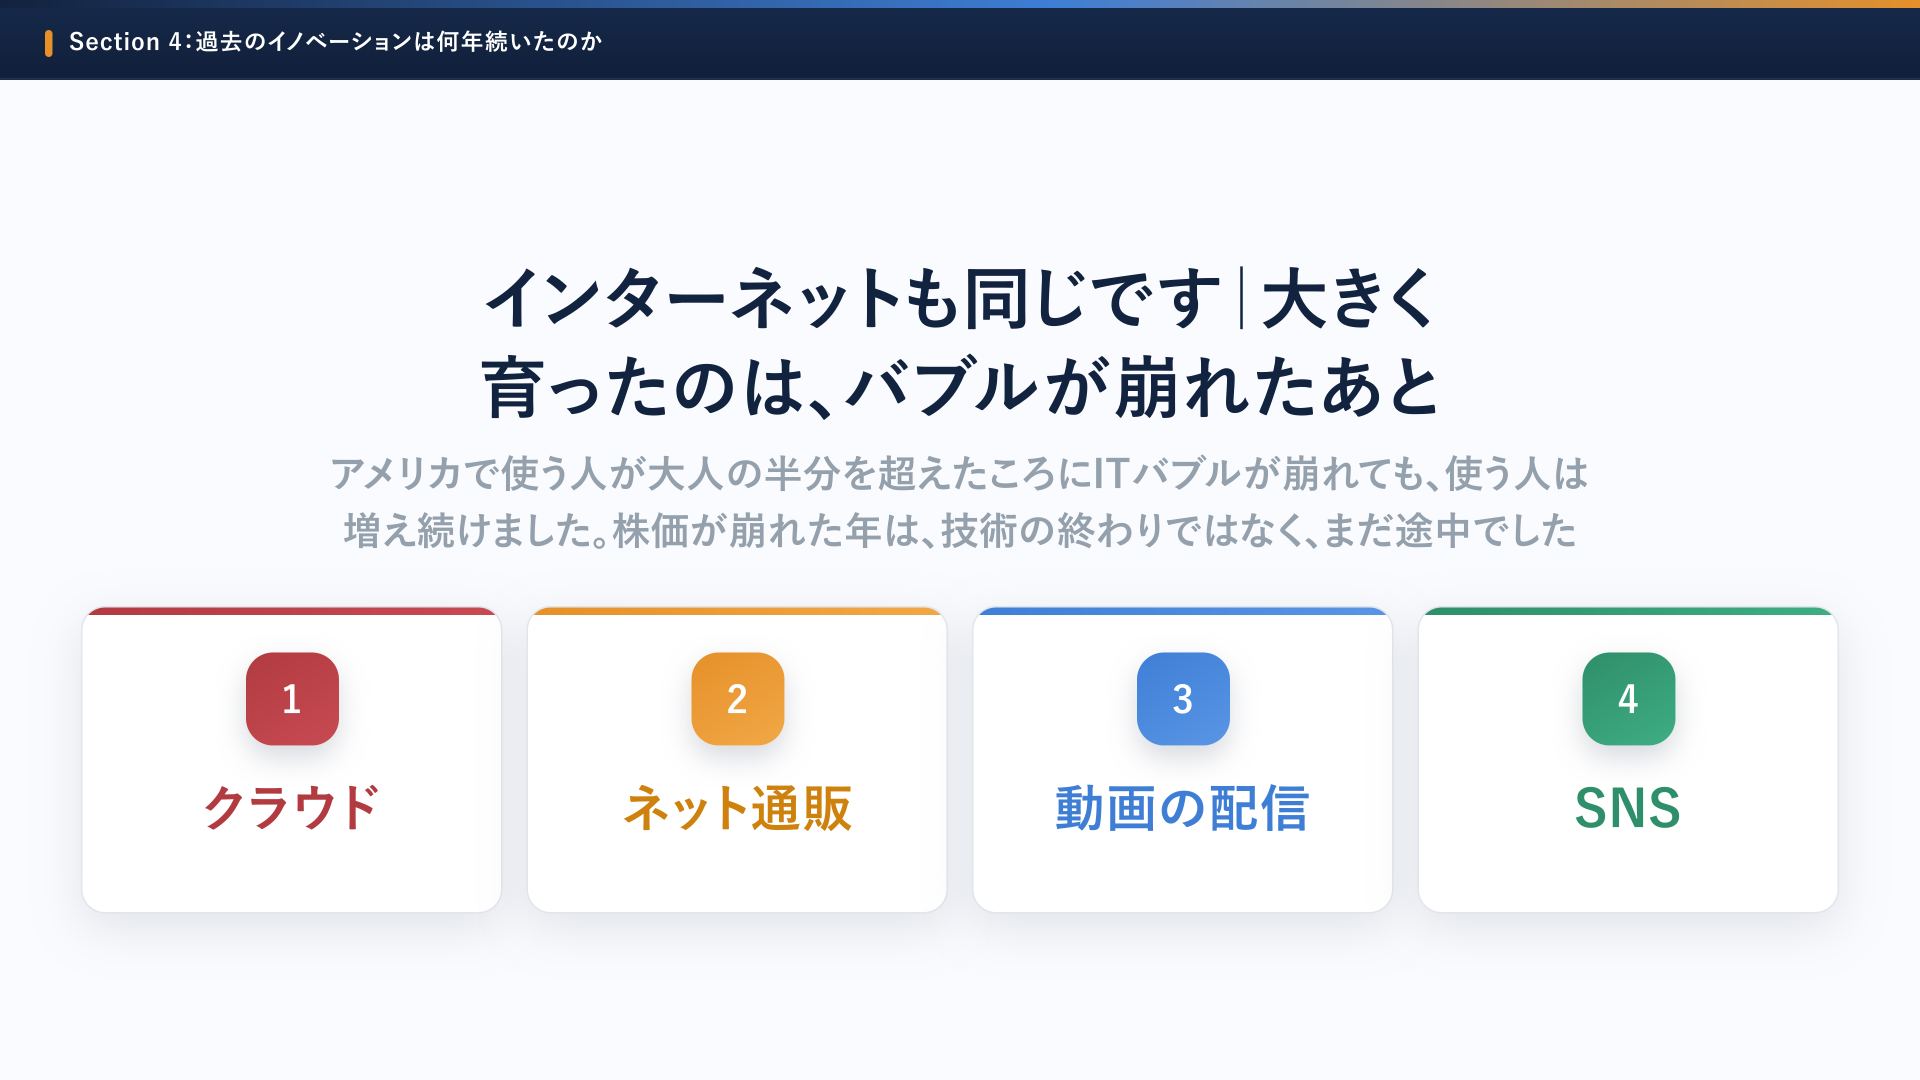 Section 4：過去のイノベーションは何年続いたのか
インターネットも同じです｜大きく
育ったのは、バブルが崩れたあと
アメリカで使う人が大人の半分を超えたころにITバブルが崩れても、使う人は
増え続けました。株価が崩れた年は、技術の終わりではなく、まだ途中でした
1
クラウド
2
ネット通販
3
動画の配信
4
SNS